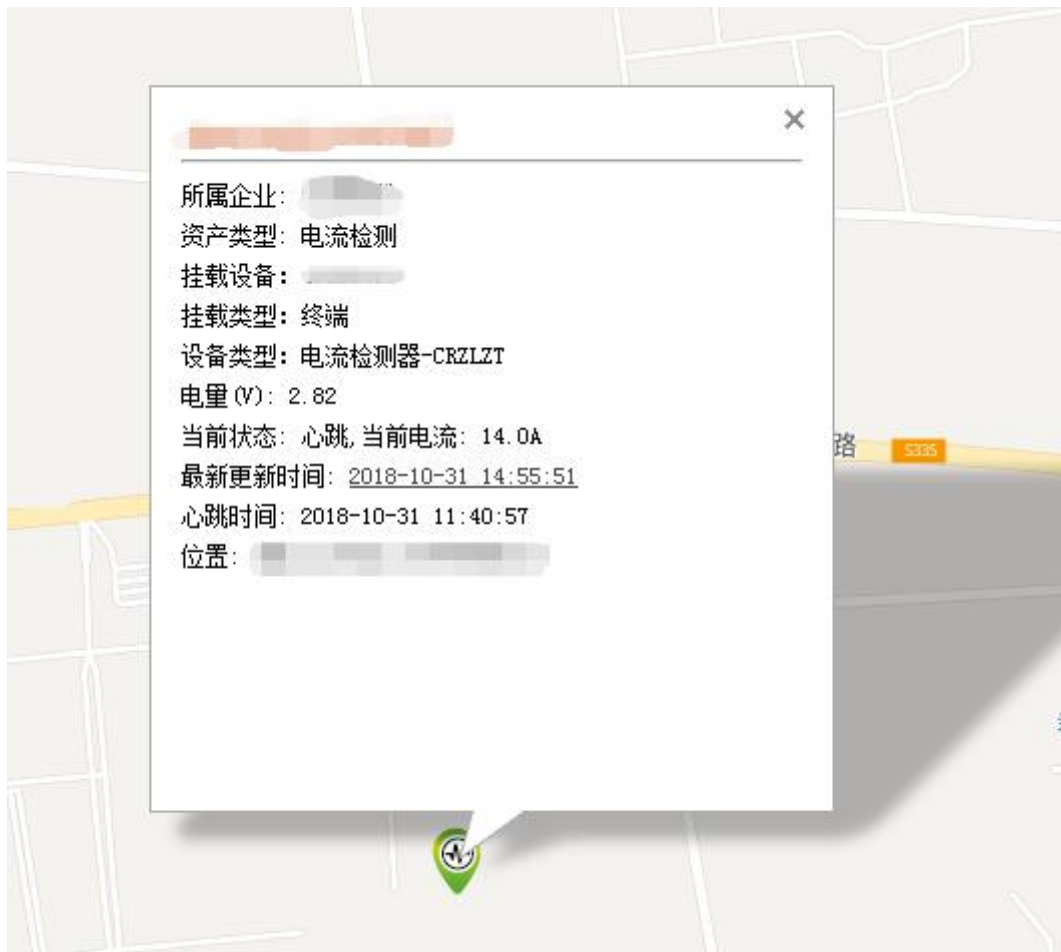 ×
所属企业:
资产类型: 电流检测
挂载设备:
挂载类型: 终端
设备类型: 电流检测器-CRZLZT
电量(V): 2.82
当前状态: 心跳,当前电流: 14.0A
路 S335
最新更新时间: 2018-10-31 14:55:51
心跳时间: 2018-10-31 11:40:57
位置: